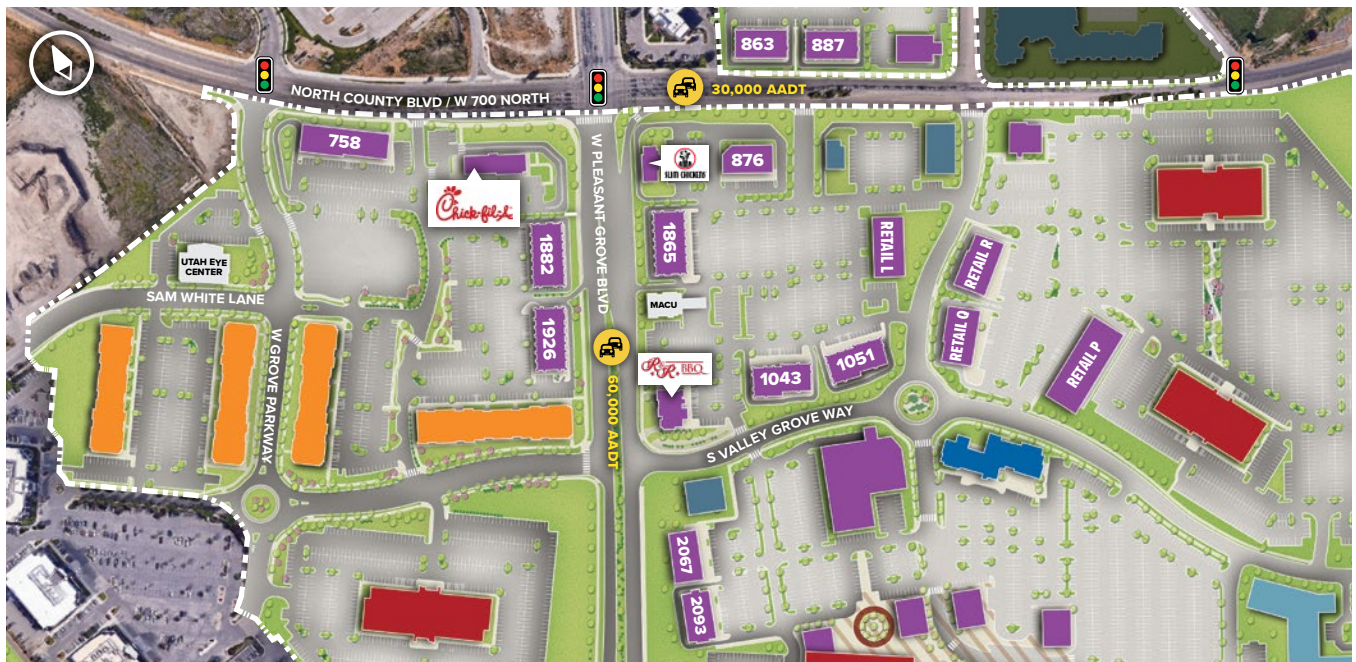 863
887
NORTH COUNTY BLVD / W 700 NORTH
30,000 AADT
758
Chick-fil-A
W PLEASANT GROVE BLVD
SLIM CHICKENS
876
1882
1865
RETAIL L
RETAIL R
UTAH EYE
CENTER
SAM WHITE LANE
MACU
1926
W GROVE PARKWAY
60,000 AADT
R&R BBQ
1043
1051
RETAIL Q
RETAIL P
S VALLEY GROVE WAY
2067
2093